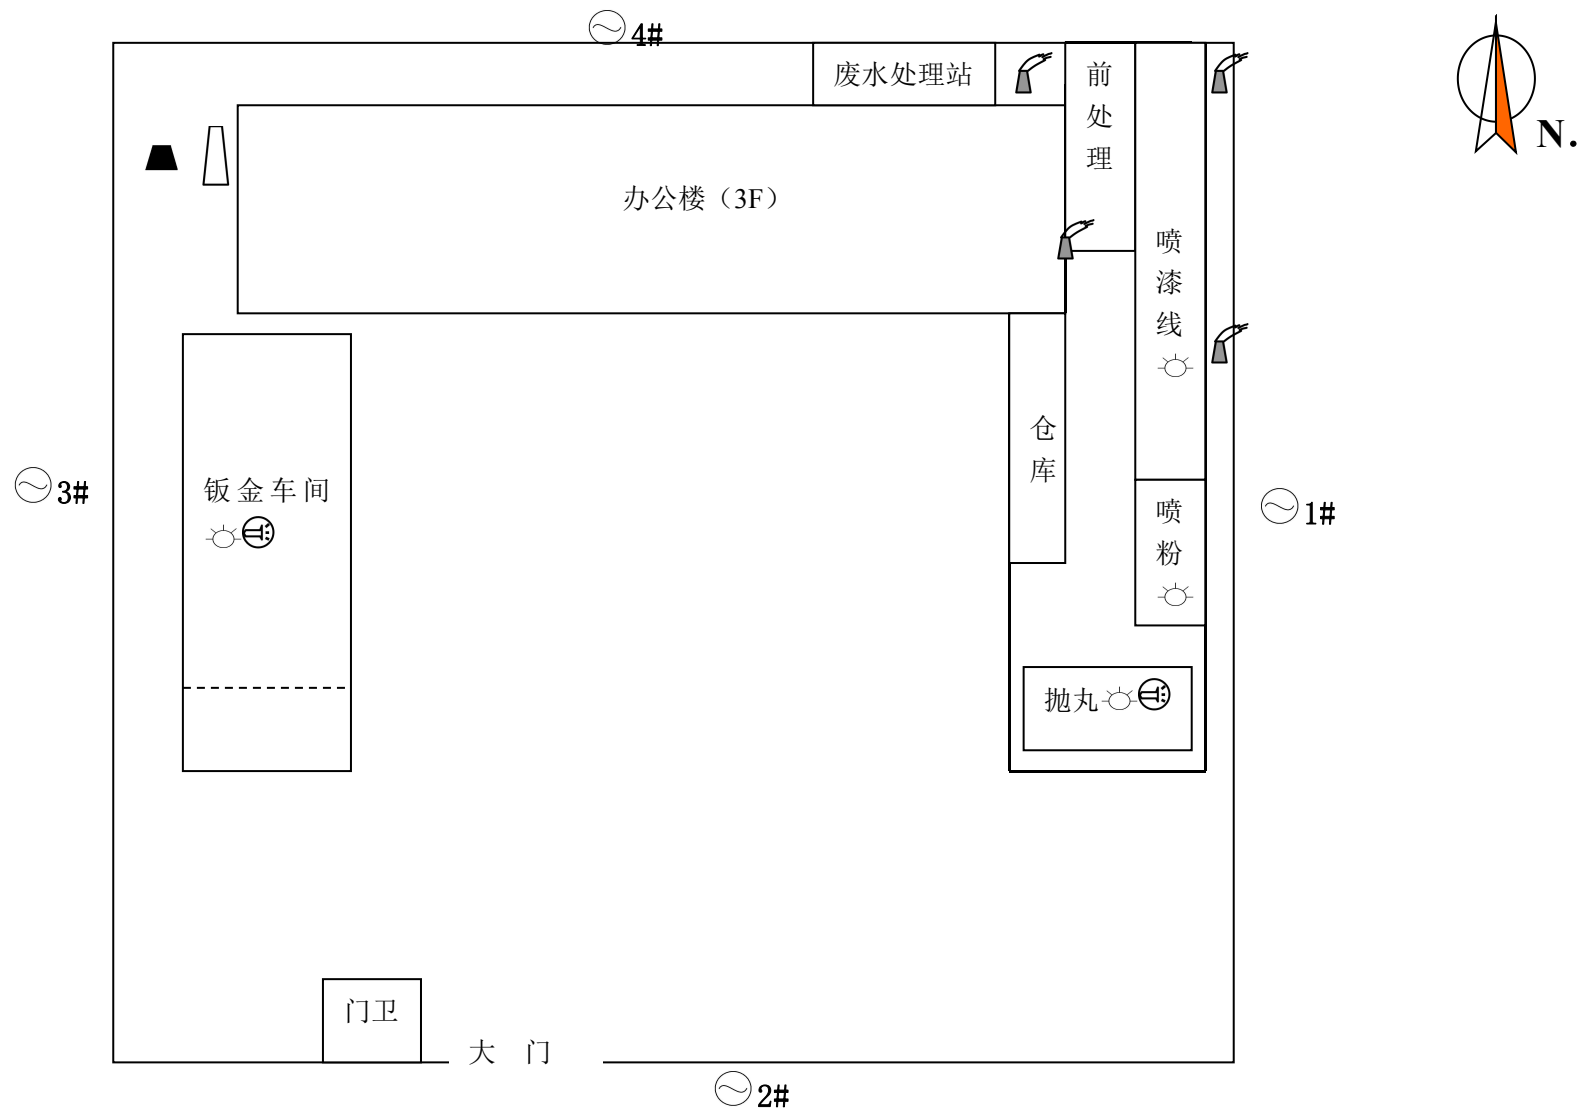 4#
废水处理站
前处理
N.
办公楼（3F）
喷漆线
仓库
钣金车间
3#
喷粉
1#
抛丸
门卫
大 门
2#